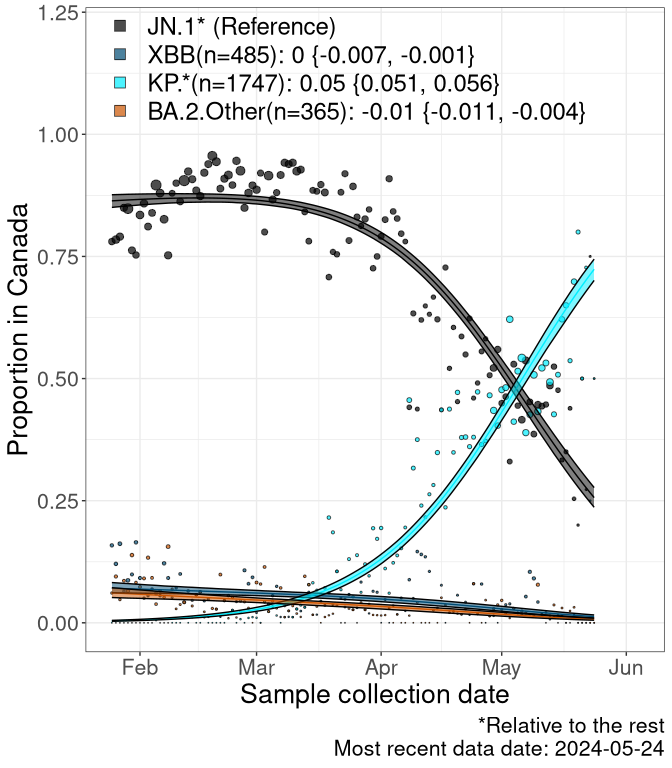 JN.1* (Reference)
XBB(n=485): 0 {-0.007, -0.001}
KP.*(n=1747): 0.05 {0.051, 0.056}
BA.2.Other(n=365): -0.01 {-0.011, -0.004}
Proportion in Canada
1.25
1.00
0.75
0.50
0.25
0.00
Feb Mar Apr May Jun
Sample collection date
*Relative to the rest
Most recent data date: 2024-05-24